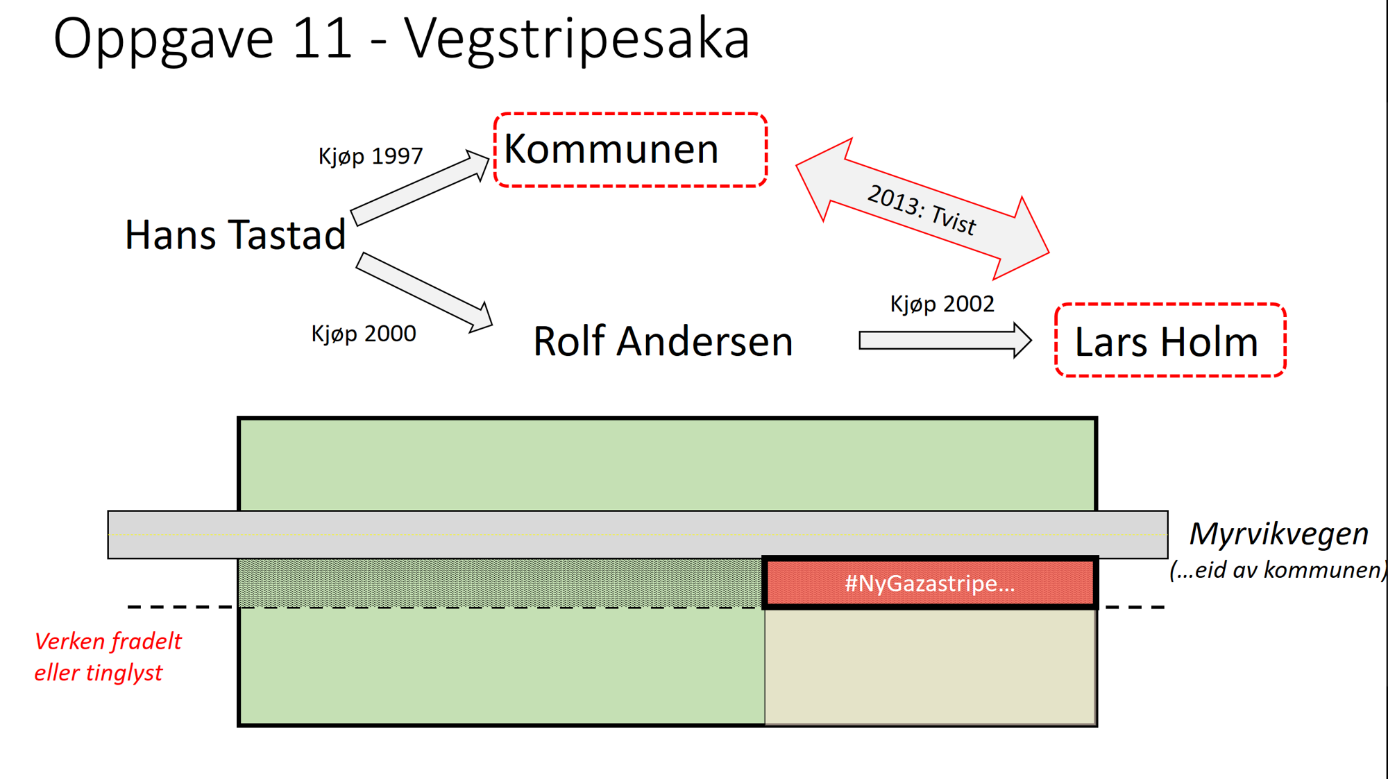 Oppgave 11 - Vegstripesaka
Kjøp 1997
Kommunen
2013: Tvist
Hans Tastad
Kjøp 2000
Rolf Andersen
Kjøp 2002
Lars Holm
Myrvikvegen
(...eid av kommunen)
#NyGazastripe...
Verken fradelt
eller tinglyst